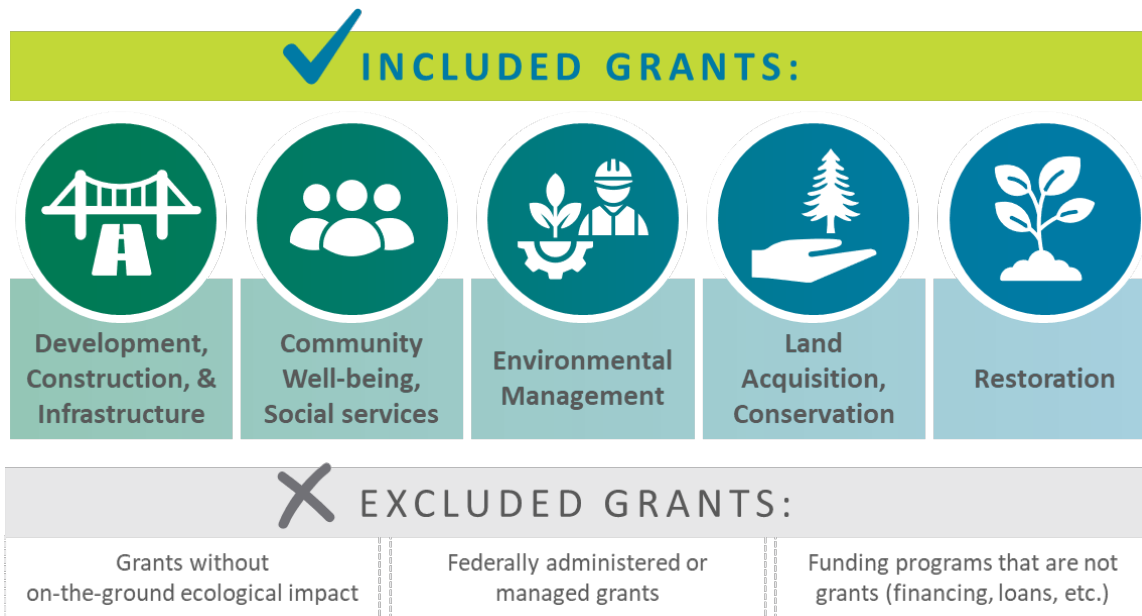 INCLUDED GRANTS:
Development,
Construction, &
Infrastructure
Community
Well-being,
Social services
Environmental
Management
Land
Acquisition,
Conservation
Restoration
EXCLUDED GRANTS:
Grants without
on-the-ground ecological impact
Federally administered or
managed grants
Funding programs that are not
grants (financing, loans, etc.)